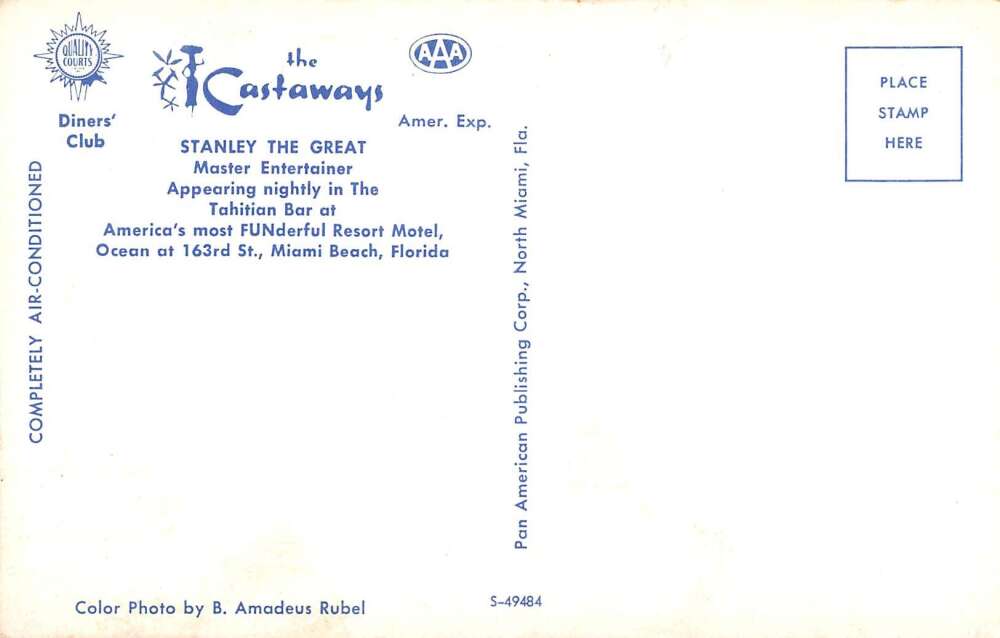 QUALITY
COURTS
Diners'
Club
the
Castaways
AAA
Amer. Exp.
STANLEY THE GREAT
Master Entertainer
Appearing nightly in The
Tahitian Bar at
America's most FUNderful Resort Motel,
Ocean at 163rd St., Miami Beach, Florida
COMPLETELY AIR-CONDITIONED
Pan American Publishing Corp., North Miami, Fla.
PLACE
STAMP
HERE
Color Photo by B. Amadeus Rubel
S-49484